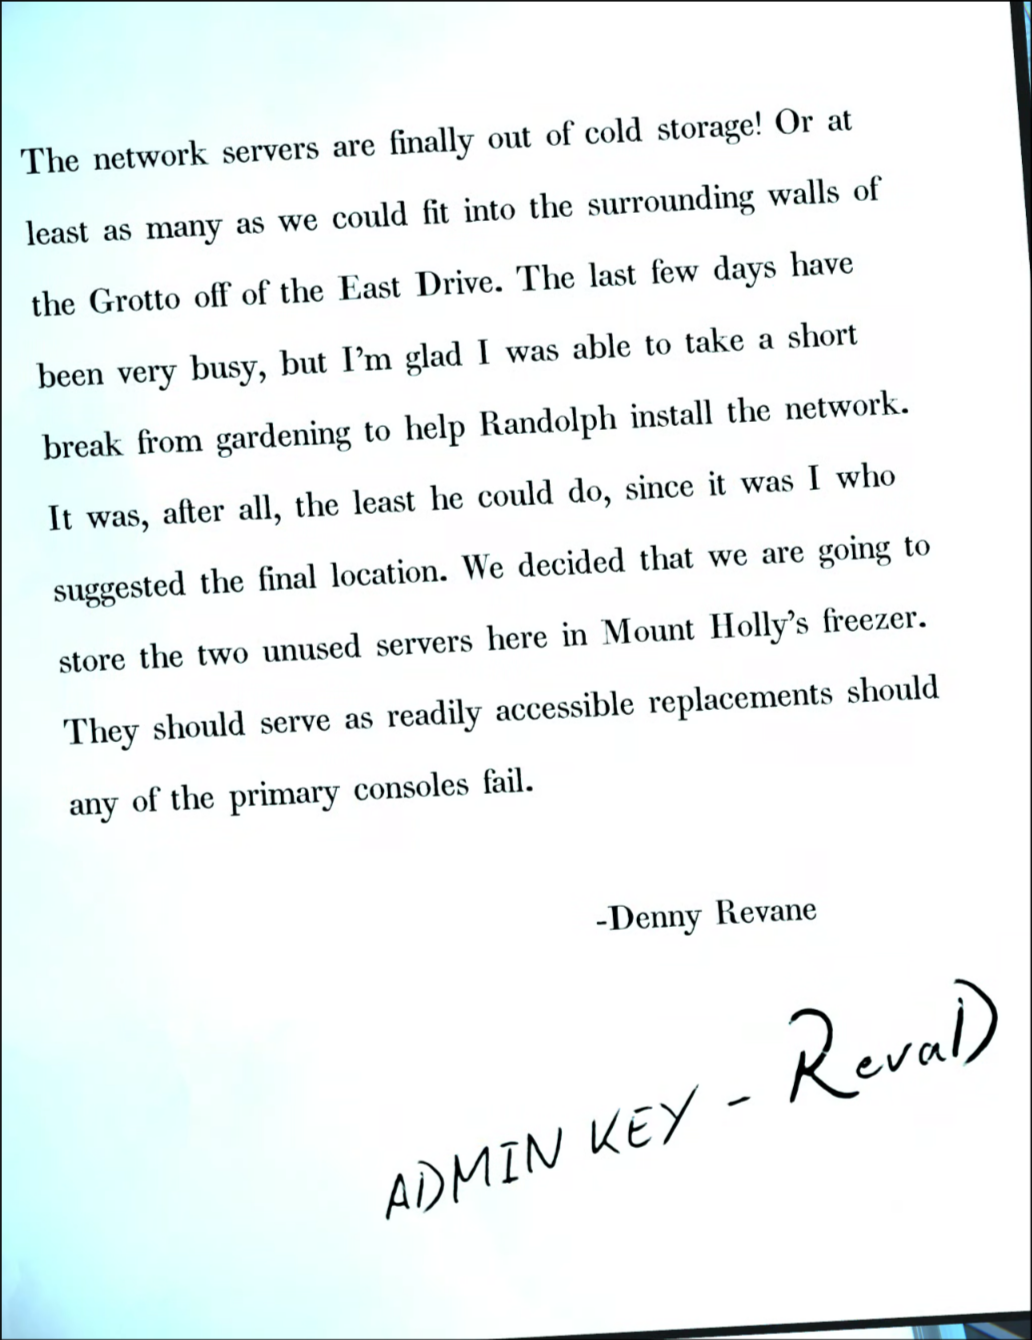 The network servers are finally out of cold storage! Or at
least as many as we could fit into the surrounding walls of
the Grotto off of the East Drive. The last few days have
been very busy, but I'm glad I was able to take a short
break from gardening to help Randolph install the network.
It was, after all, the least he could do, since it was I who
suggested the final location. We decided that we are going to
store the two unused servers here in Mount Holly's freezer.
They should serve as readily accessible replacements should
any of the primary consoles fail.
-Denny Revane
ADMIN KEY - RevaD